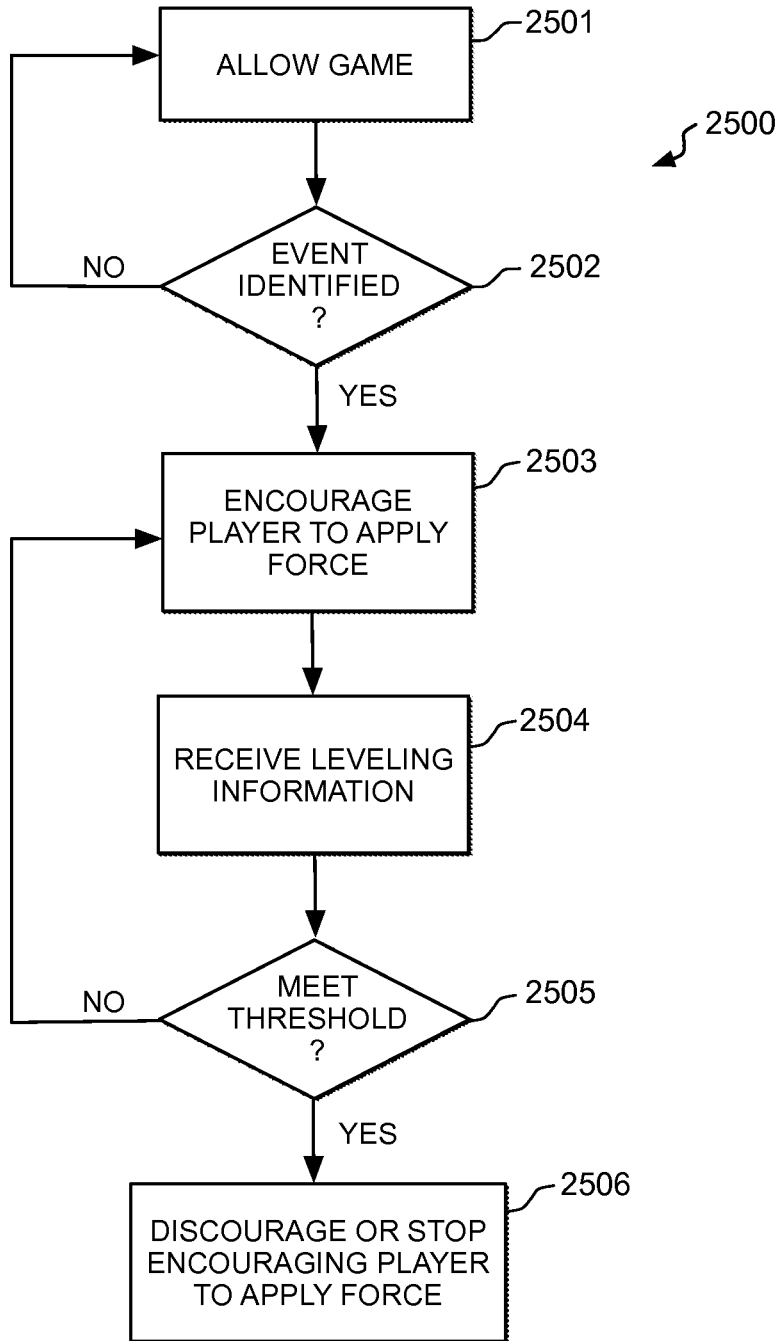 2501
ALLOW GAME
2500
EVENT
IDENTIFIED
?
2502
NO
YES
2503
ENCOURAGE
PLAYER TO APPLY
FORCE
2504
RECEIVE LEVELING
INFORMATION
MEET
THRESHOLD
?
2505
NO
YES
2506
DISCOURAGE OR STOP
ENCOURAGING PLAYER
TO APPLY FORCE